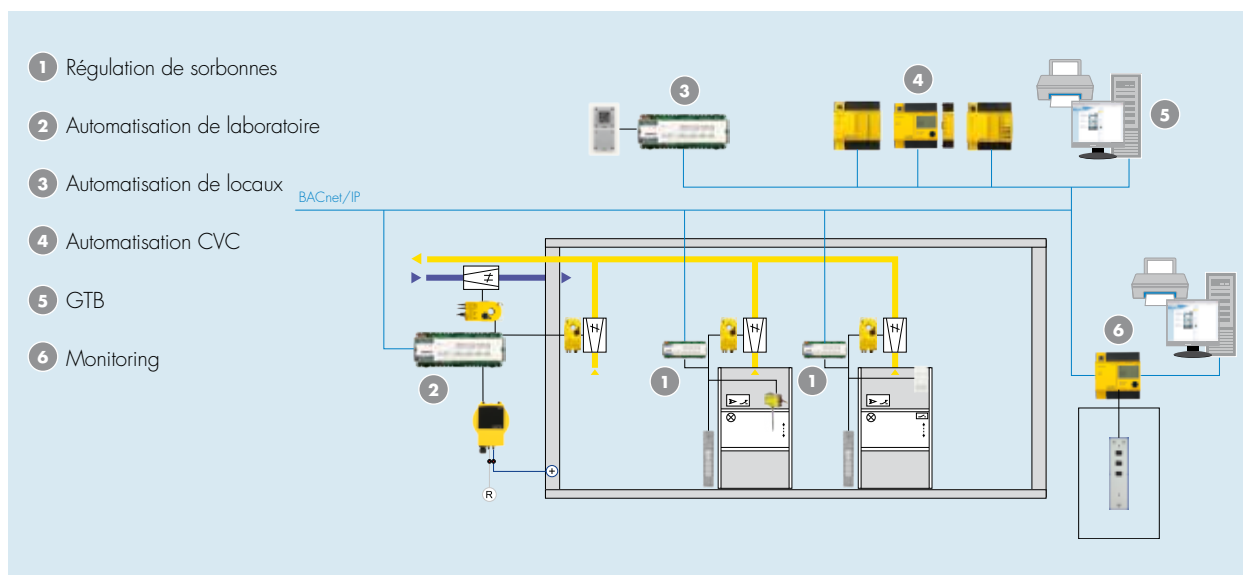 1 Régulation de sorbonnes
2 Automatisation de laboratoire
3 Automatisation de locaux
4 Automatisation CVC
5 GTB
6 Monitoring
3
4
5
BACnet/IP
6
2
1
1
R